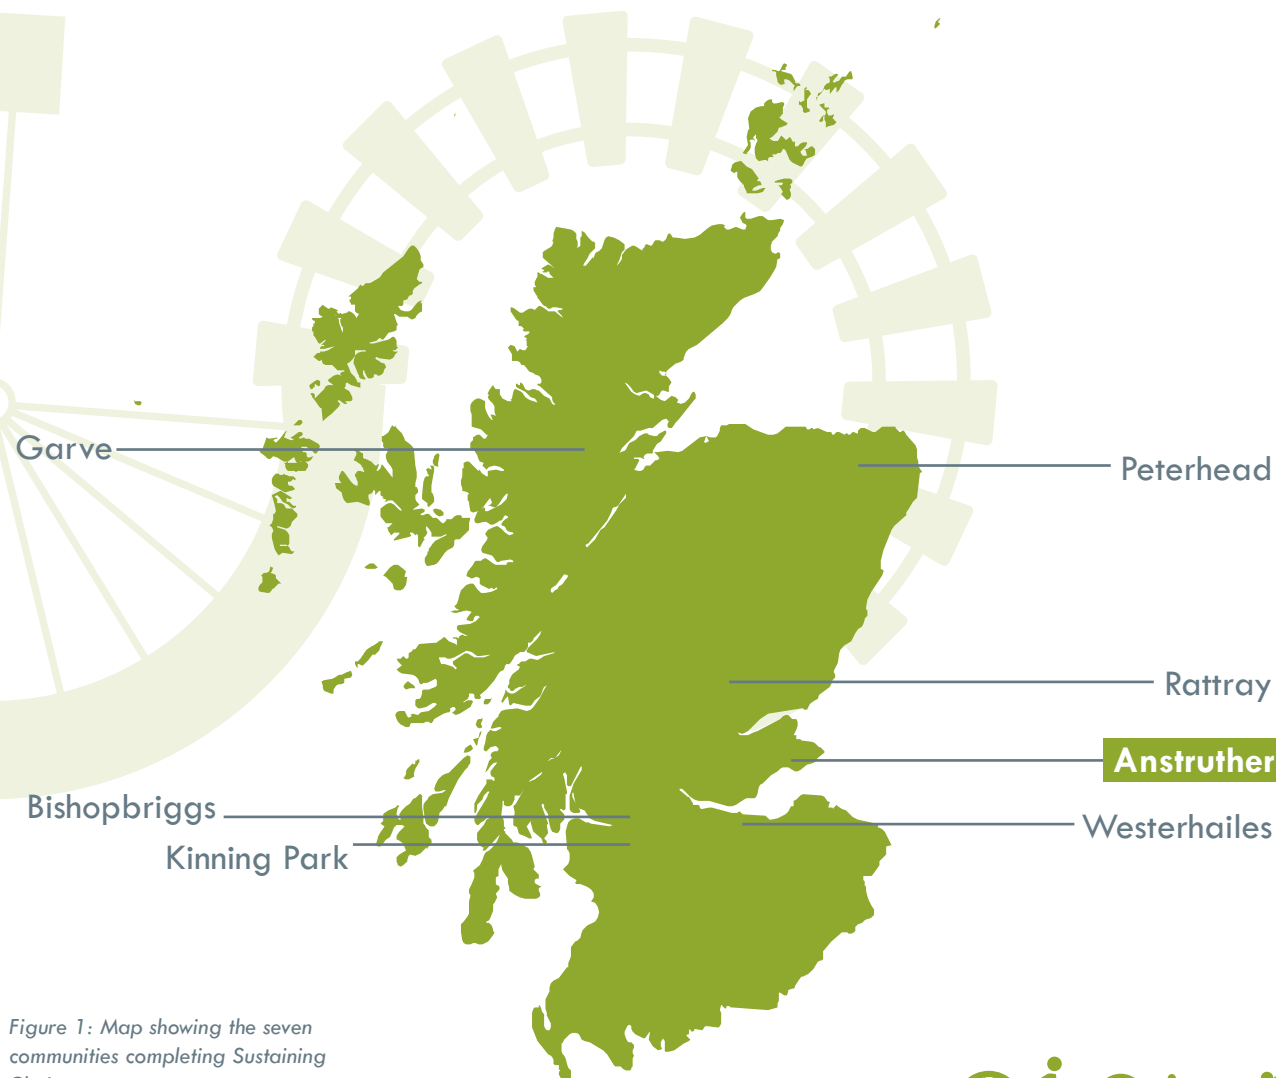 Garve
Peterhead
Rattray
Anstruther
Bishopbriggs
Westerhailes
Kinning Park
Figure 1: Map showing the seven
communities completing Sustaining